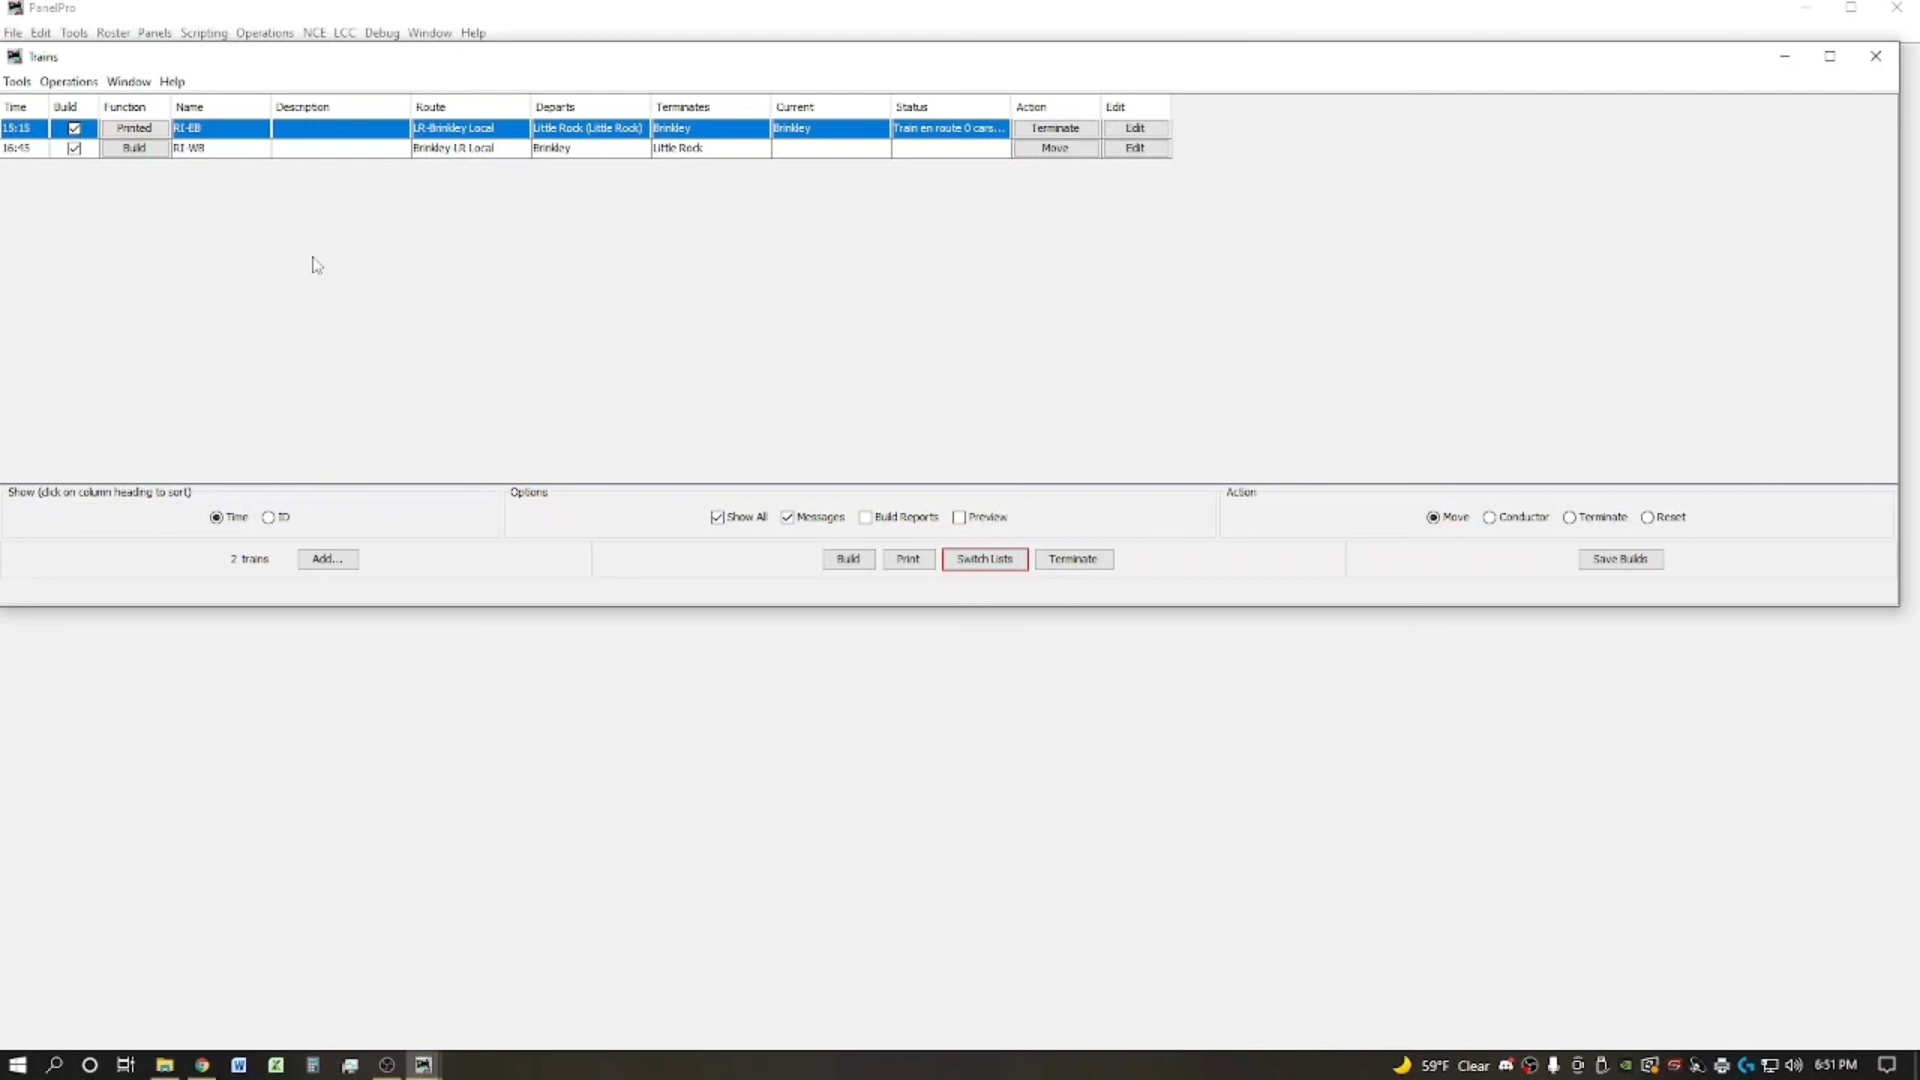 PanelPro
File Edit Tools Roster Panels Scripting Operations NCE LCC Debug Window Help
Trains
Tools Operations Window Help
Time Build Function Name Description Route Departs Terminates Current Status Action Edit
15:15 Printed RI-EB LR-Brinkley Local Little Rock (Little Rock) Brinkley Brinkley Train en route 0 cars... Terminate Edit
16:45 Build RI-WB Brinkley-LR Local Brinkley Little Rock Move Edit
Show (click on column heading to sort) Options Action
Time ID Show All Messages Build Reports Preview Move Conductor Terminate Reset
2 trains Add... Build Print Switch Lists Terminate Save Builds
59°F Clear 6:51 PM